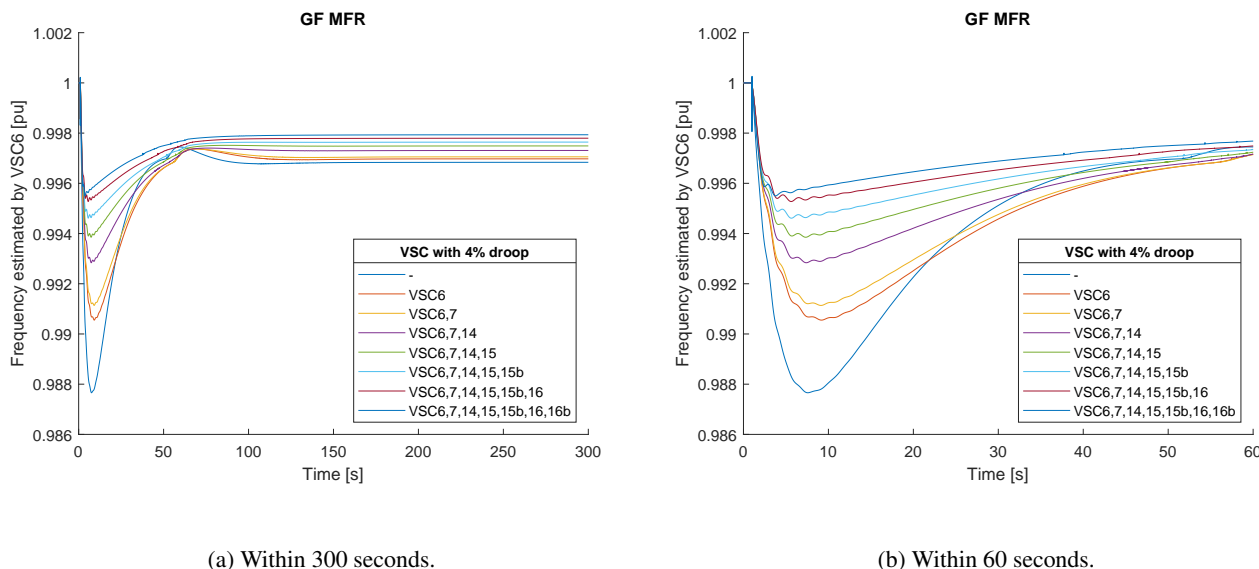 GF MFR
1.002
1
0.998
0.996
0.994
0.992
0.99
0.988
0.986
Frequency estimated by VSC6 [pu]
0 50 100 150 200 250 300
Time [s]
VSC with 4% droop
-
VSC6
VSC6,7
VSC6,7,14
VSC6,7,14,15
VSC6,7,14,15,15b
VSC6,7,14,15,15b,16
VSC6,7,14,15,15b,16,16b
(a) Within 300 seconds.
GF MFR
1.002
1
0.998
0.996
0.994
0.992
0.99
0.988
0.986
Frequency estimated by VSC6 [pu]
0 10 20 30 40 50 60
Time [s]
VSC with 4% droop
-
VSC6
VSC6,7
VSC6,7,14
VSC6,7,14,15
VSC6,7,14,15,15b
VSC6,7,14,15,15b,16
VSC6,7,14,15,15b,16,16b
(b) Within 60 seconds.